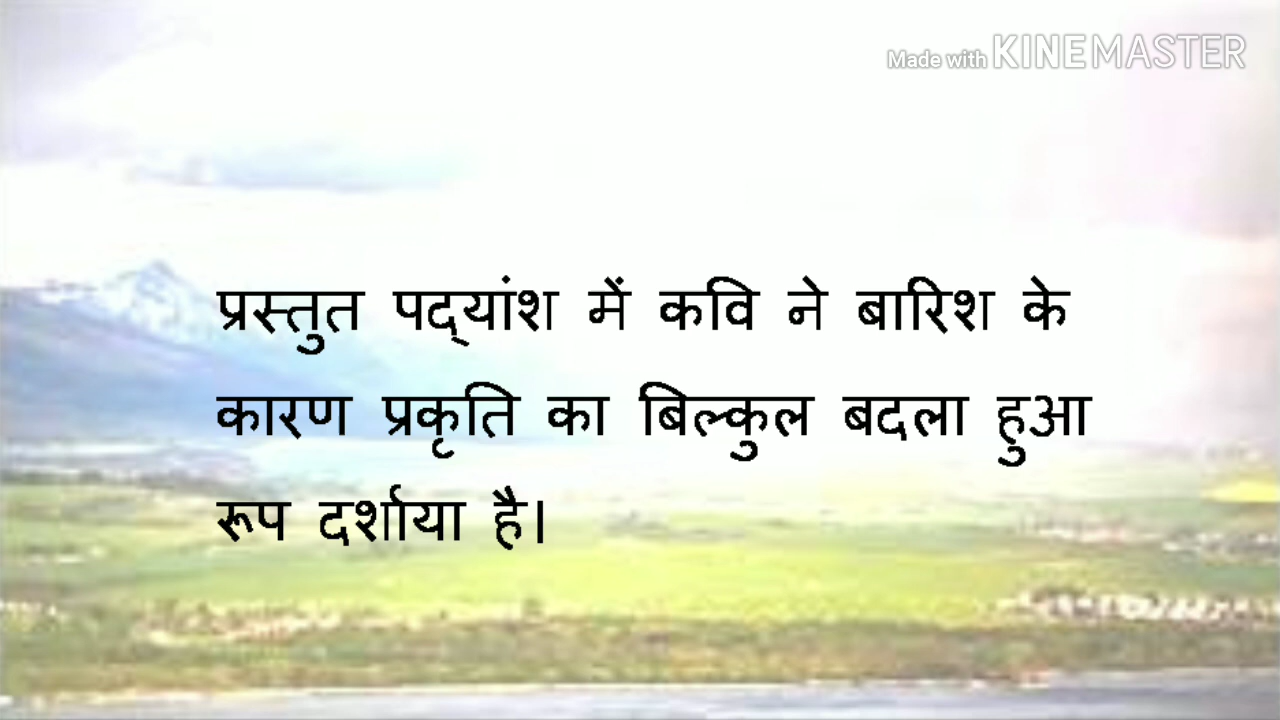 Made with KINEMASTER
प्रस्तुत पद्यांश में कवि ने बारिश के
कारण प्रकृति का बिल्कुल बदला हुआ
रूप दर्शाया है।